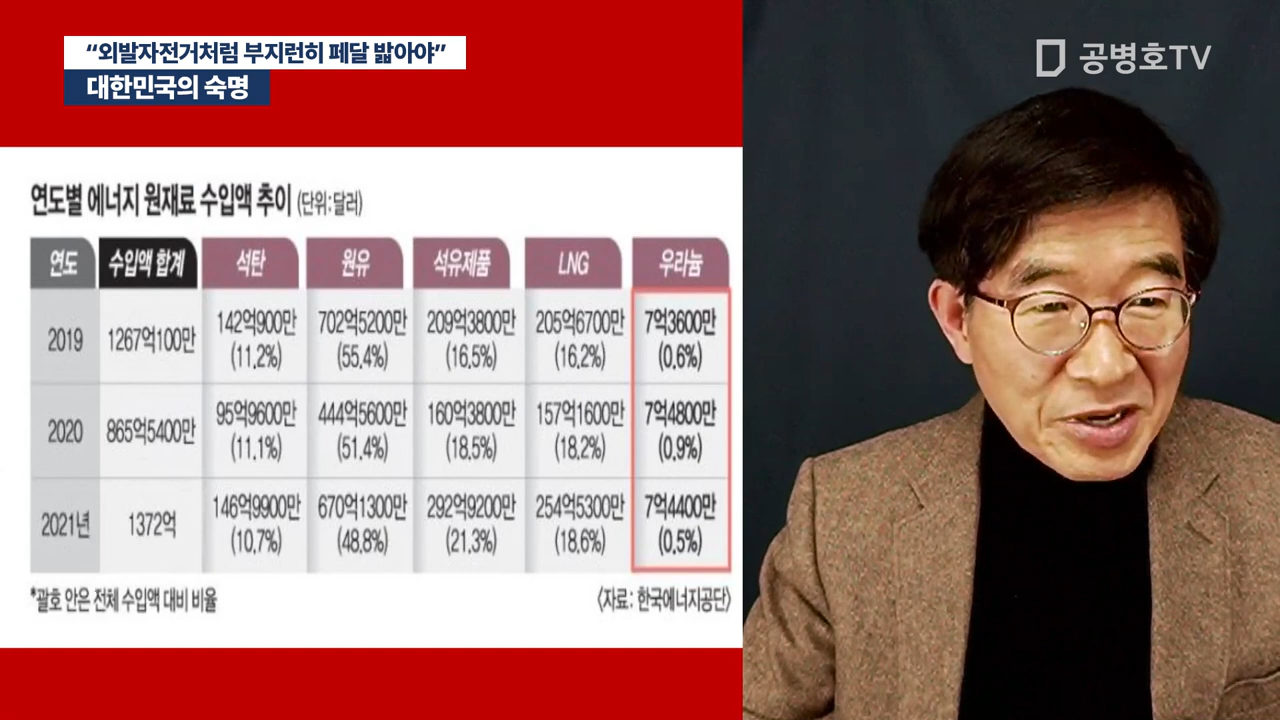 “외발자전거처럼 부지런히 페달 밟아야”
대한민국의 숙명
공병호TV
연도별 에너지 원재료 수입액 추이 (단위:달러)
연도 수입액 합계 석탄 원유 석유제품 LNG 우라늄
2019 1267억100만 142억900만 702억5200만 209억3800만 205억6700만 7억3600만
(11.2%) (55.4%) (16.5%) (16.2%) (0.6%)
2020 865억5400만 95억9600만 444억5600만 160억3800만 157억1600만 7억4800만
(11.1%) (51.4%) (18.5%) (18.2%) (0.9%)
2021년 1372억 146억9900만 670억1300만 292억9200만 254억5300만 7억4400만
(10.7%) (48.8%) (21.3%) (18.6%) (0.5%)
*괄호 안은 전체 수입액 대비 비율
〈자료: 한국에너지공단〉